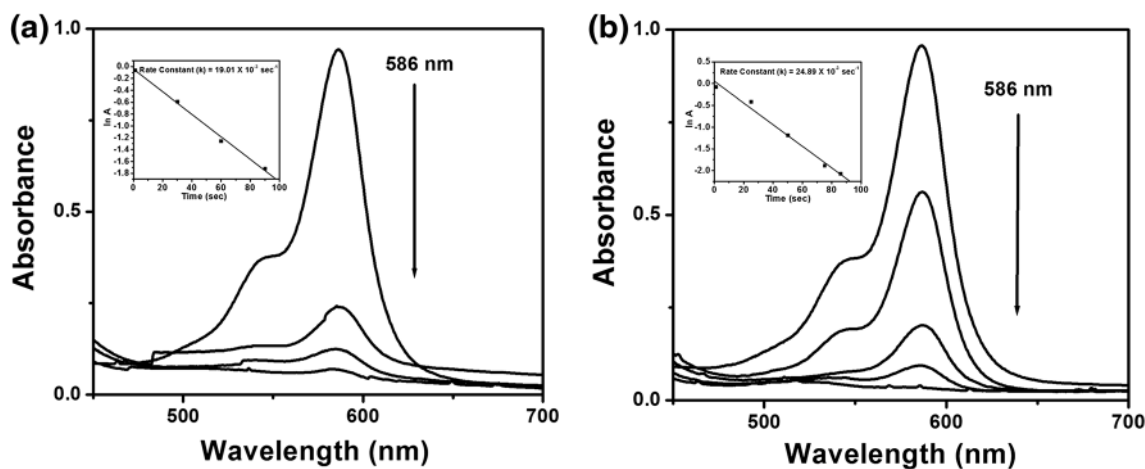 (a)
1.0
0.5
0.0
Absorbance
500
600
700
Wavelength (nm)
586 nm
Rate Constant (k) = 19.01 X 10⁻³ sec⁻¹
0.0
-0.2
-0.4
-0.6
-0.8
-1.0
-1.2
-1.4
-1.6
-1.8
ln A
0
20
40
60
80
100
Time (sec)
(b)
1.0
0.5
0.0
Absorbance
500
600
700
Wavelength (nm)
586 nm
Rate Constant (k) = 24.89 X 10⁻³ sec⁻¹
0.5
0.0
-0.5
-1.0
-1.5
-2.0
ln A
0
20
40
60
80
100
Time (sec)